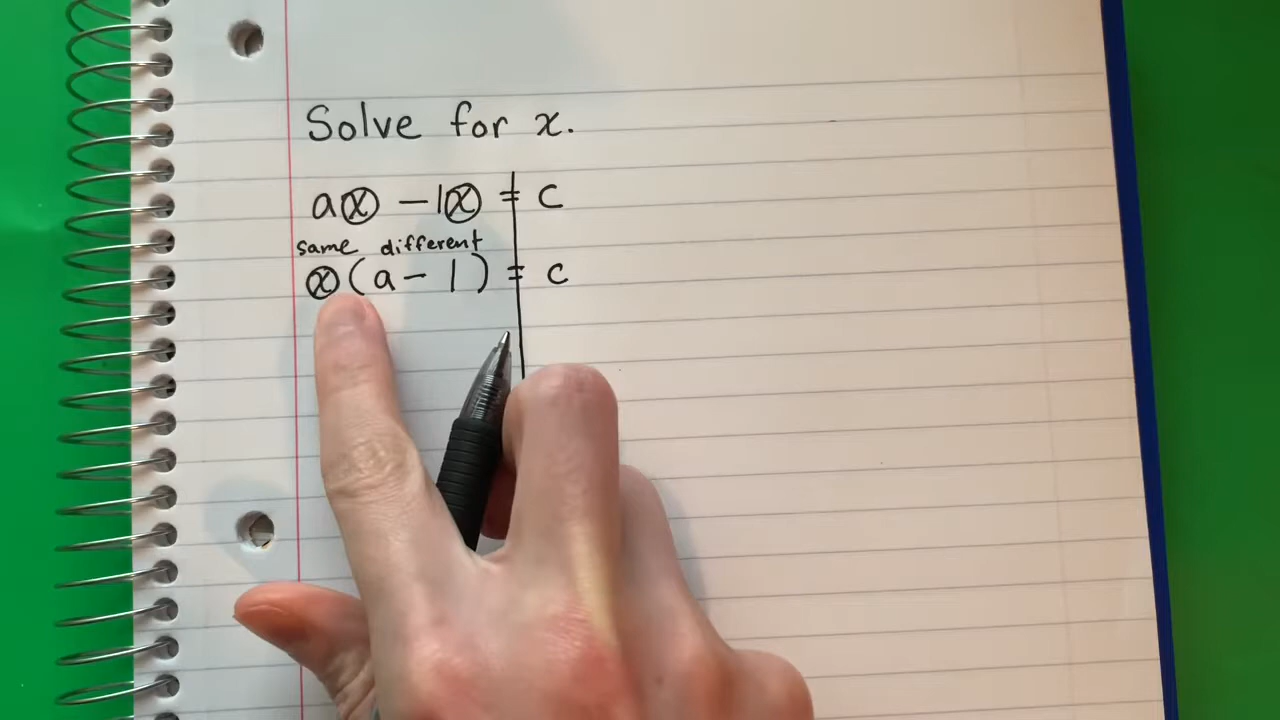 Solve for x.
ax - 1x = c
same different
x(a - 1) = c